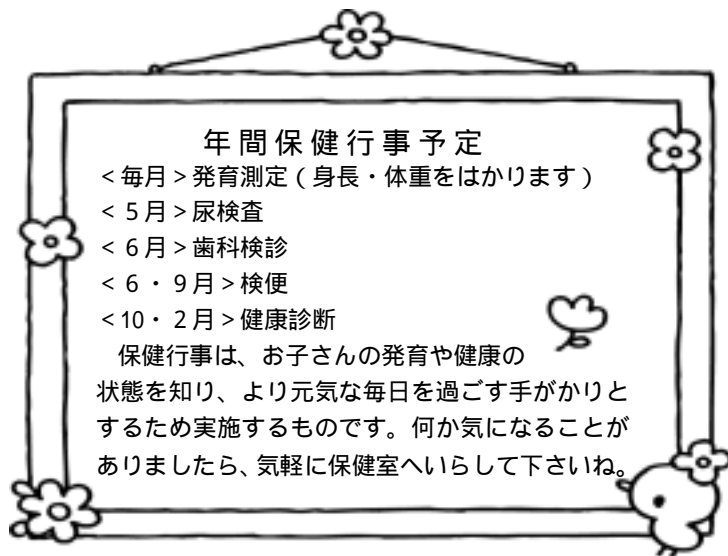 年間保健行事予定
<毎月>発育測定(身長・体重をはかります)
<5月>尿検査
<6月>歯科検診
<6・9月>検便
<10・2月>健康診断
保健行事は、お子さんの発育や健康の
状態を知り、より元気な毎日を過ごす手がかりと
するため実施するものです。何か気になることが
ありましたら、気軽に保健室へいらして下さいね。